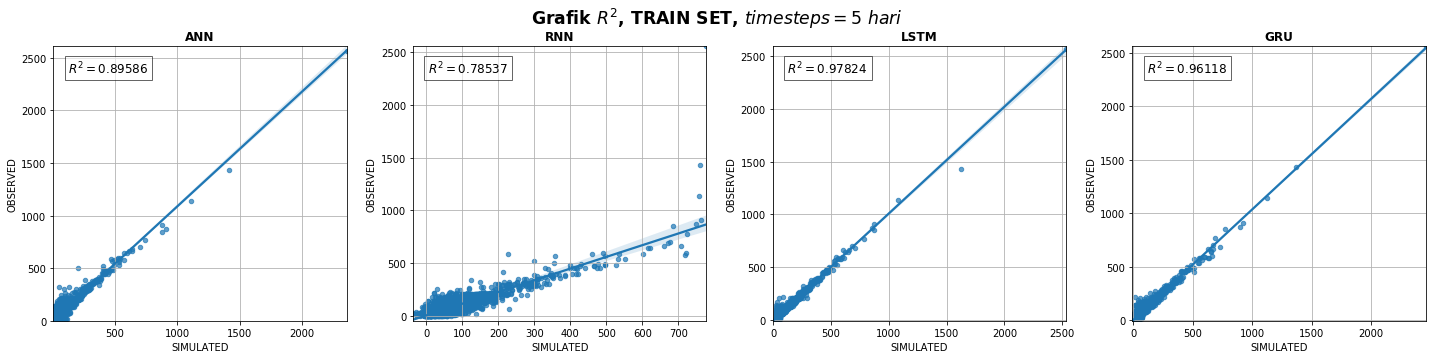 Grafik R², TRAIN SET, timesteps = 5 hari
ANN
R² = 0.89586
OBSERVED
2500
2000
1500
1000
500
0
500
1000
1500
2000
SIMULATED
RNN
R² = 0.78537
OBSERVED
2500
2000
1500
1000
500
0
0
100
200
300
400
500
600
700
SIMULATED
LSTM
R² = 0.97824
OBSERVED
2500
2000
1500
1000
500
0
0
500
1000
1500
2000
2500
SIMULATED
GRU
R² = 0.96118
OBSERVED
2500
2000
1500
1000
500
0
0
500
1000
1500
2000
SIMULATED